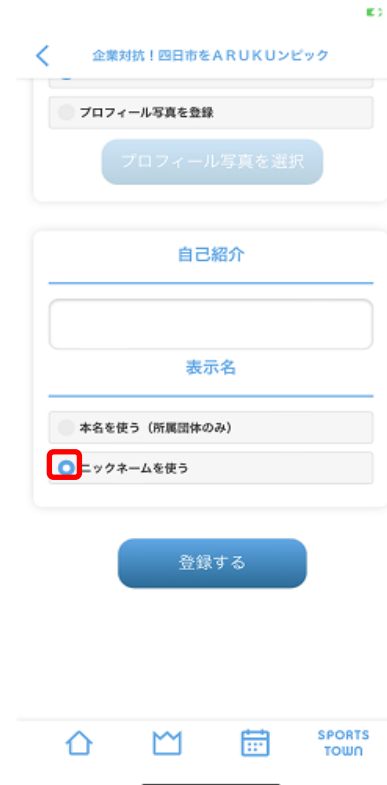 企業対抗！四日市をＡＲＵＫＵンピック
プロフィール写真を登録
プロフィール写真を選択
自己紹介
表示名
本名を使う（所属団体のみ）
ニックネームを使う
登録する
SPORTS
TOWN